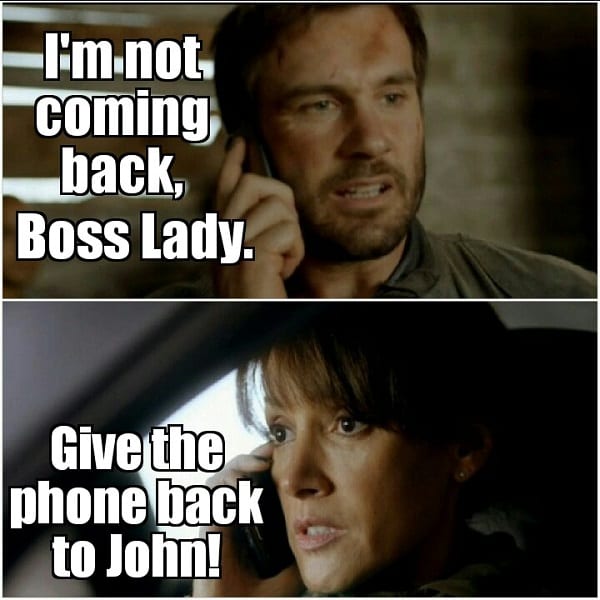 I'm not
coming
back,
Boss Lady.
Give the
phone back
to John!